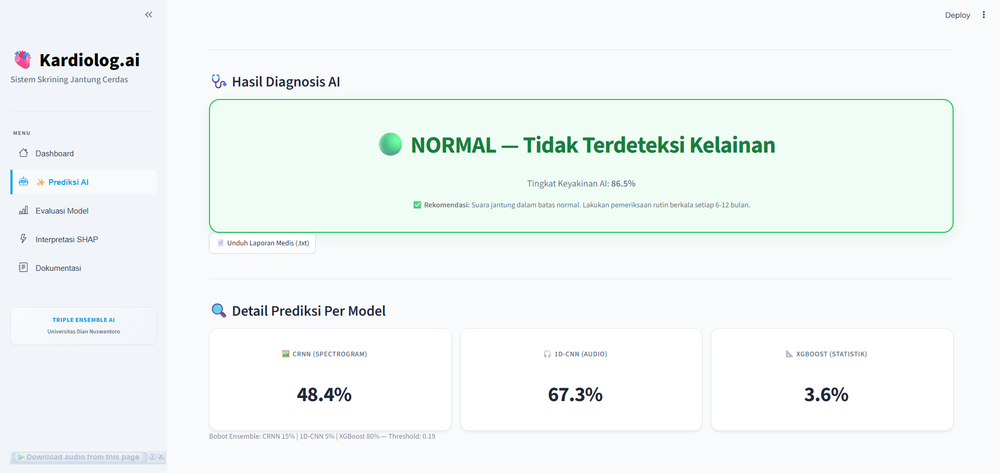 Deploy
Kardiolog.ai
Sistem Skrining Jantung Cerdas
MENU
Dashboard
✨ Prediksi AI
Evaluasi Model
Interpretasi SHAP
Dokumentasi
TRIPLE ENSEMBLE AI
Universitas Dian Nuswantoro
Download audio from this page ? X
Hasil Diagnosis AI
NORMAL — Tidak Terdeteksi Kelainan
Tingkat Keyakinan AI: 86.5%
✅ Rekomendasi: Suara jantung dalam batas normal. Lakukan pemeriksaan rutin berkala setiap 6-12 bulan.
Unduh Laporan Medis (.txt)
Detail Prediksi Per Model
CRNN (SPECTROGRAM)
48.4%
1D-CNN (AUDIO)
67.3%
XGBOOST (STATISTIK)
3.6%
Bobot Ensemble: CRNN 15% | 1D-CNN 5% | XGBoost 80% — Threshold: 0.19